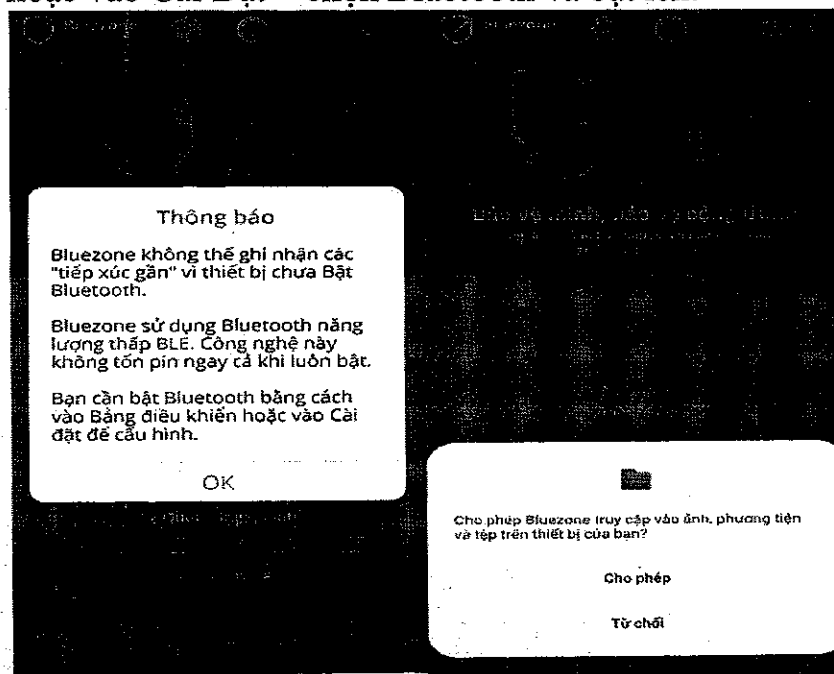 Thông báo
Bluezone không thể ghi nhận các
"tiếp xúc gần" vì thiết bị chưa Bật
Bluetooth.
Bluezone sử dụng Bluetooth năng
lượng thấp BLE. Công nghệ này
không tốn pin ngay cả khi luôn bật.
Bạn cần bật Bluetooth bằng cách
vào Bảng điều khiển hoặc vào Cài
đặt để cấu hình.
OK
Cho phép Bluezone truy cập vào ảnh, phương tiện
và tệp trên thiết bị của bạn?
Cho phép
Từ chối